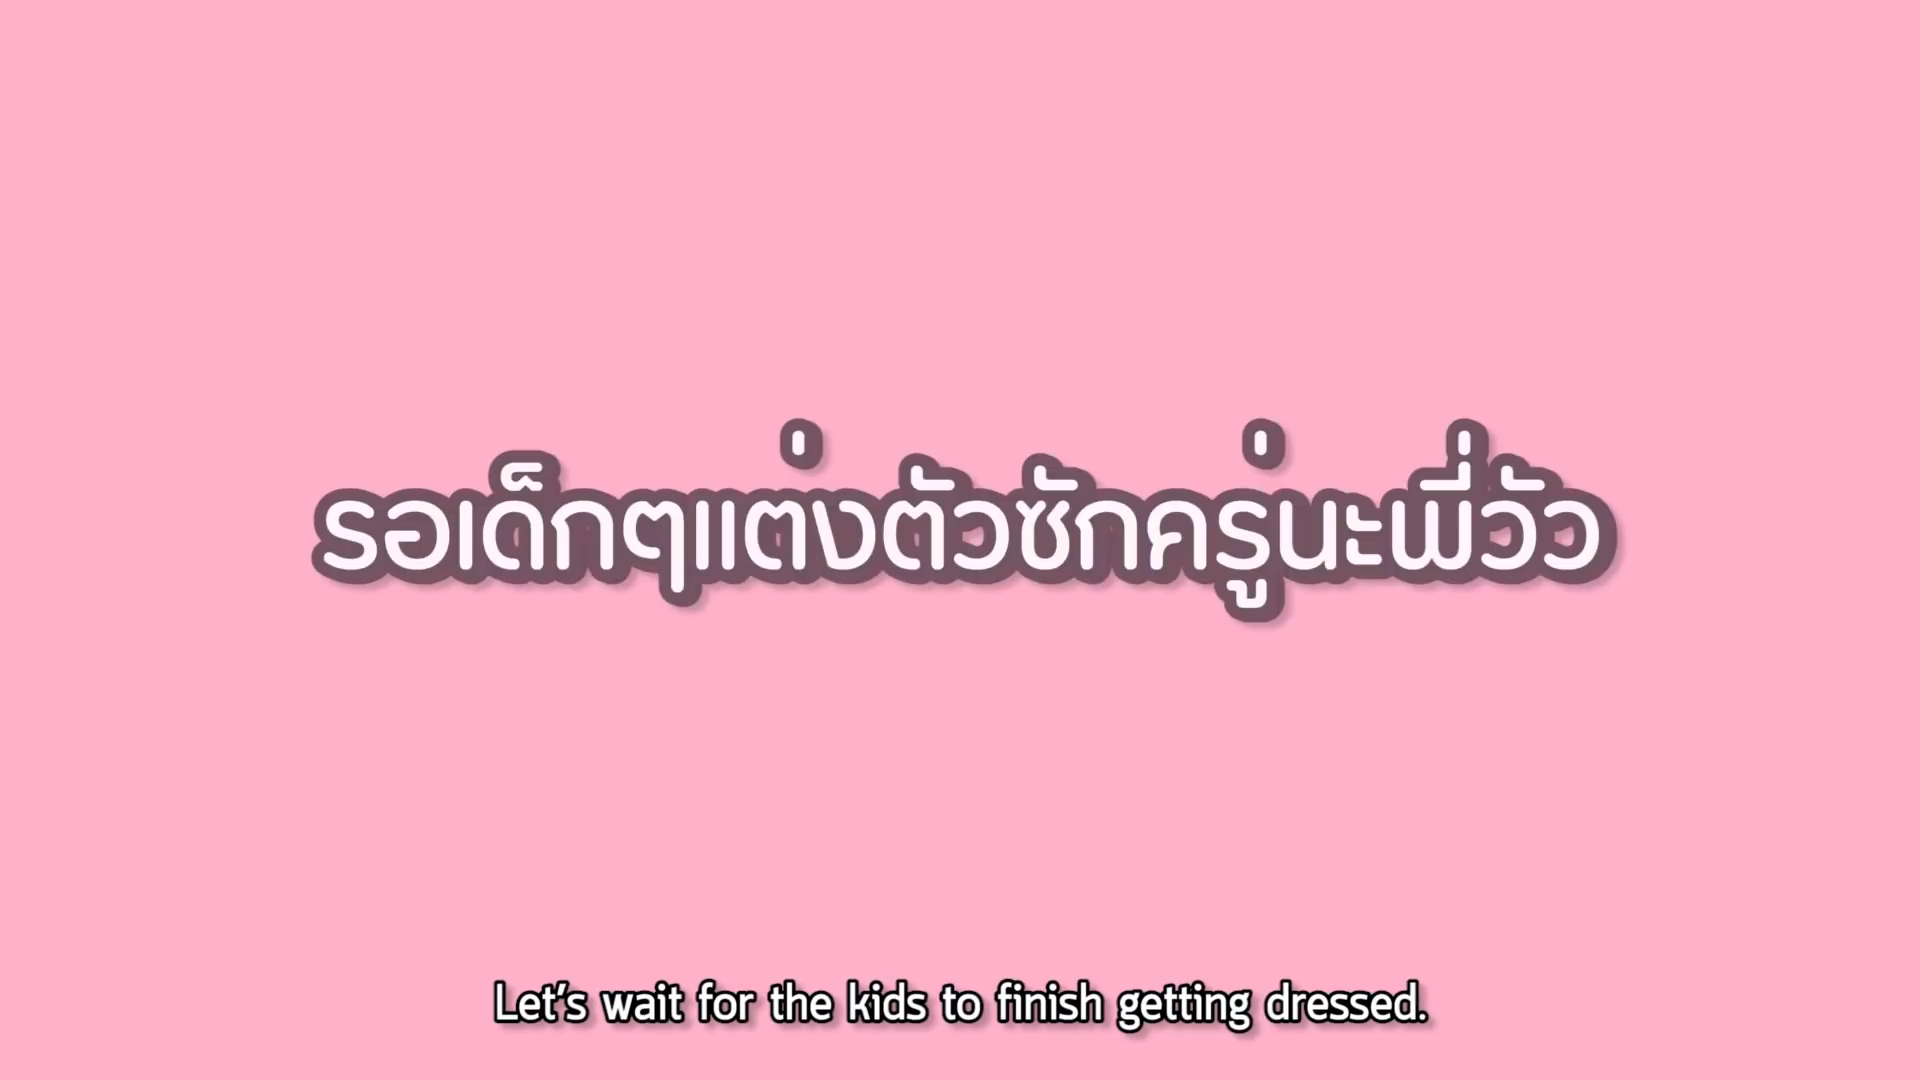 รอเด็กๆแต่งตัวซักครู่นะพี่วัว
Let's wait for the kids to finish getting dressed.